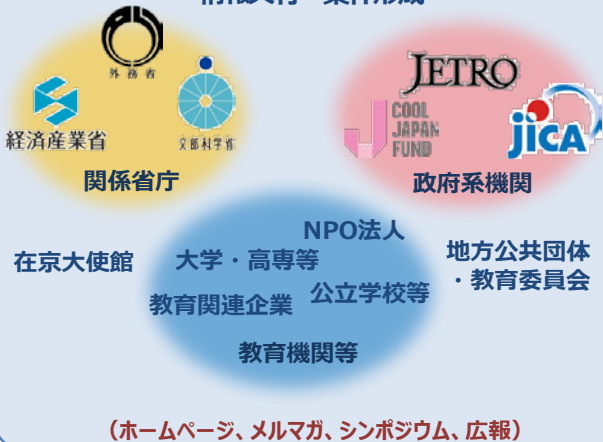 外務省
経済産業省
文部科学省
関係省庁
JETRO
COOL
JAPAN
FUND
jICA
政府系機関
在京大使館
NPO法人
大学・高専等
教育関連企業
公立学校等
教育機関等
地方公共団体
・教育委員会
(ホームページ、メルマガ、シンポジウム、広報)